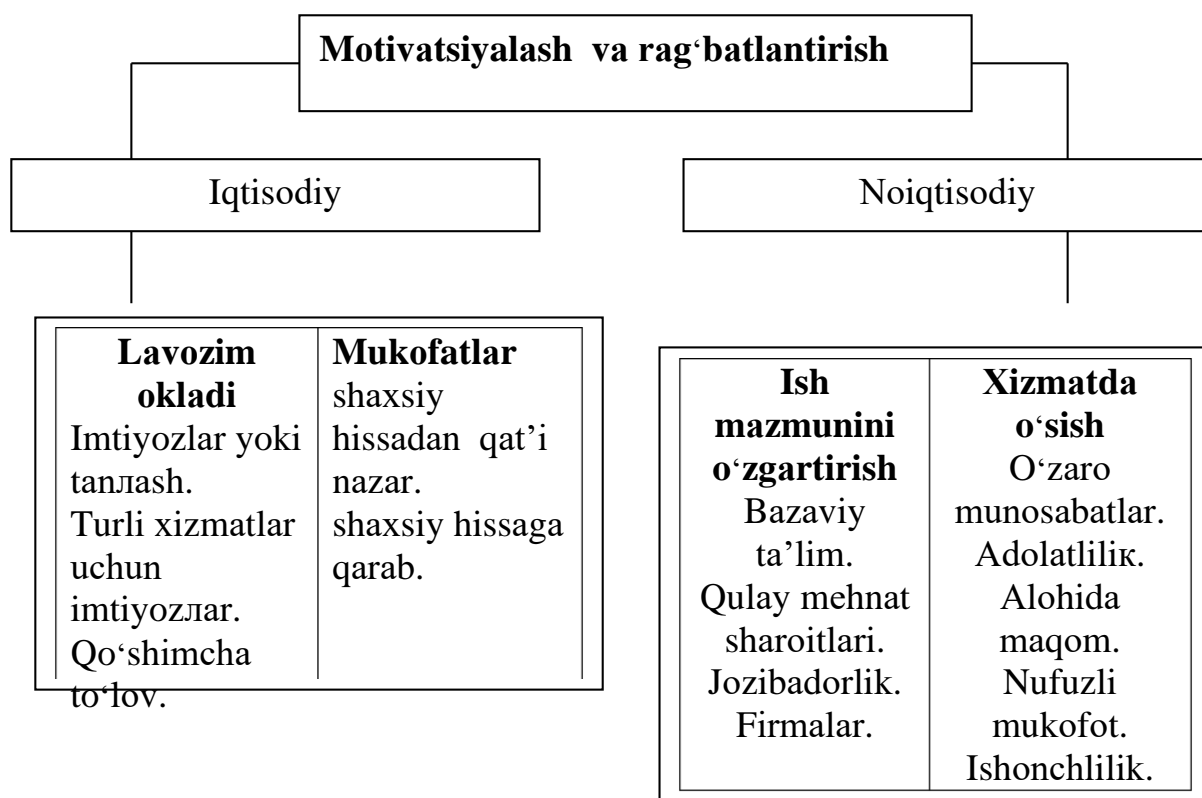 Motivatsiyalash va rag‘batlantirish
Iqtisodiy
Noiqtisodiy
Lavozim
okladi
Imtiyozlar yoki
tanлash.
Turli xizmatlar
uchun
imtiyozлar.
Qo‘shimcha
to‘lov.
Mukofatlar
shaxsiy
hissadan qat’i
nazar.
shaxsiy hissaga
qarab.
Ish
mazmunini
o‘zgartirish
Bazaviy
ta’lim.
Qulay mehnat
sharoitlari.
Jozibadorlik.
Firmalar.
Xizmatda
o‘sish
O‘zaro
munosabatlar.
Adolatliliк.
Alohida
maqom.
Nufuzli
mukofot.
Ishonchlilik.